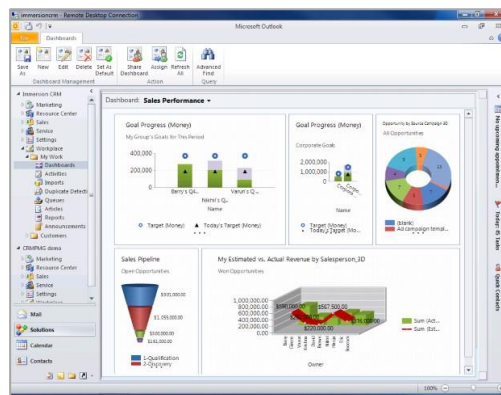 immersioncrm - Remote Desktop Connection
Microsoft Outlook
File
Dashboards
Save As
New
Edit
Delete
Set As Default
Share Dashboard
Assign
Refresh All
Advanced Find
Dashboard Management
Action
Query
Immersion CRM
Marketing
Resource Center
Sales
Service
Settings
Workplace
My Work
Dashboards
Activities
Imports
Duplicate Detecti
Queues
Articles
Reports
Announcements
Customers
CRMPMG demo
Marketing
Resource Center
Sales
Service
Settings
Workplace
Mail
Solutions
Calendar
Contacts
Dashboard: Sales Performance
Goal Progress (Money)
My Group's Goals for This Period
400,000
200,000
0
Barry's Q4...
Nikhil's Q...
Varun's Q...
Name
Target (Money)
Today's Target (Money)
Goal Progress (Money)
Corporate Goals
2,000,000
1,000,000
0
Name
Target (Money)
Today's Target (Mo...
Opportunity by Source Campaign 3D
All Opportunities
(blank)
Ad campaign templ...
Sales Pipeline
Open Opportunities
$100,000.00
1-Qualification
2-Discovery
My Estimated vs. Actual Revenue by Salesperson_3D
Won Opportunities
1,000,000.00
800,000.00
600,000.00
400,000.00
200,000.00
0.00
$587,500.00
$220,000.00
Owner
Sum (Act...
Sum (Est...
No upcoming appointments...
Today: 45 Tasks
Quick Contacts
100%